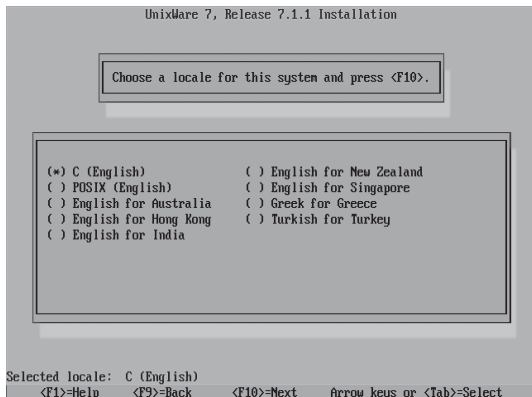 UnixWare 7, Release 7.1.1 Installation
Choose a locale for this system and press <F10>.
(*) C (English)
( ) POSIX (English)
( ) English for Australia
( ) English for Hong Kong
( ) English for India
( ) English for New Zealand
( ) English for Singapore
( ) Greek for Greece
( ) Turkish for Turkey
Selected locale: C (English)
<F1>=Help <F9>=Back <F10>=Next Arrow keys or <Tab>=Select